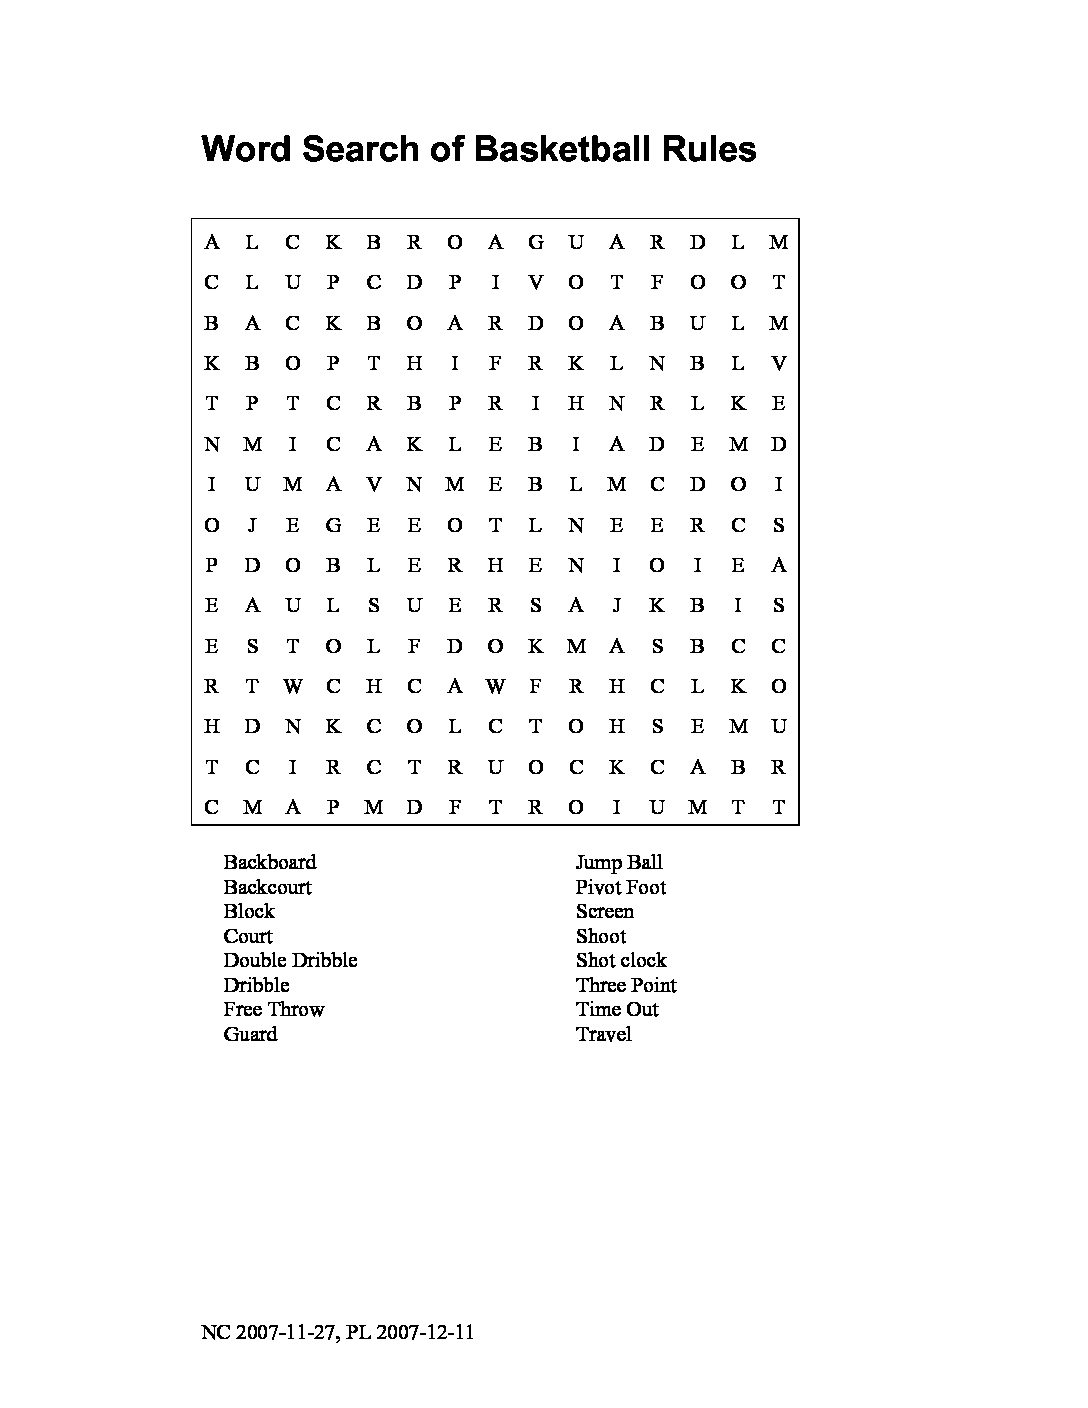 Word Search of Basketball Rules
A L C K B R O A G U A R D L M
C L U P C D P I V O T F O O T
B A C K B O A R D O A B U L M
K B O P T H I F R K L N B L V
T P T C R B P R I H N R L K E
N M I C A K L E B I A D E M D
I U M A V N M E B L M C D O I
O J E G E E O T L N E E R C S
P D O B L E R H E N I O I E A
E A U L S U E R S A J K B I S
E S T O L F D O K M A S B C C
R T W C H C A W F R H C L K O
H D N K C O L C T O H S E M U
T C I R C T R U O C K C A B R
C M A P M D F T R O I U M T T
Backboard Jump Ball
Backcourt Pivot Foot
Block Screen
Court Shoot
Double Dribble Shot clock
Dribble Three Point
Free Throw Time Out
Guard Travel
NC 2007-11-27, PL 2007-12-11